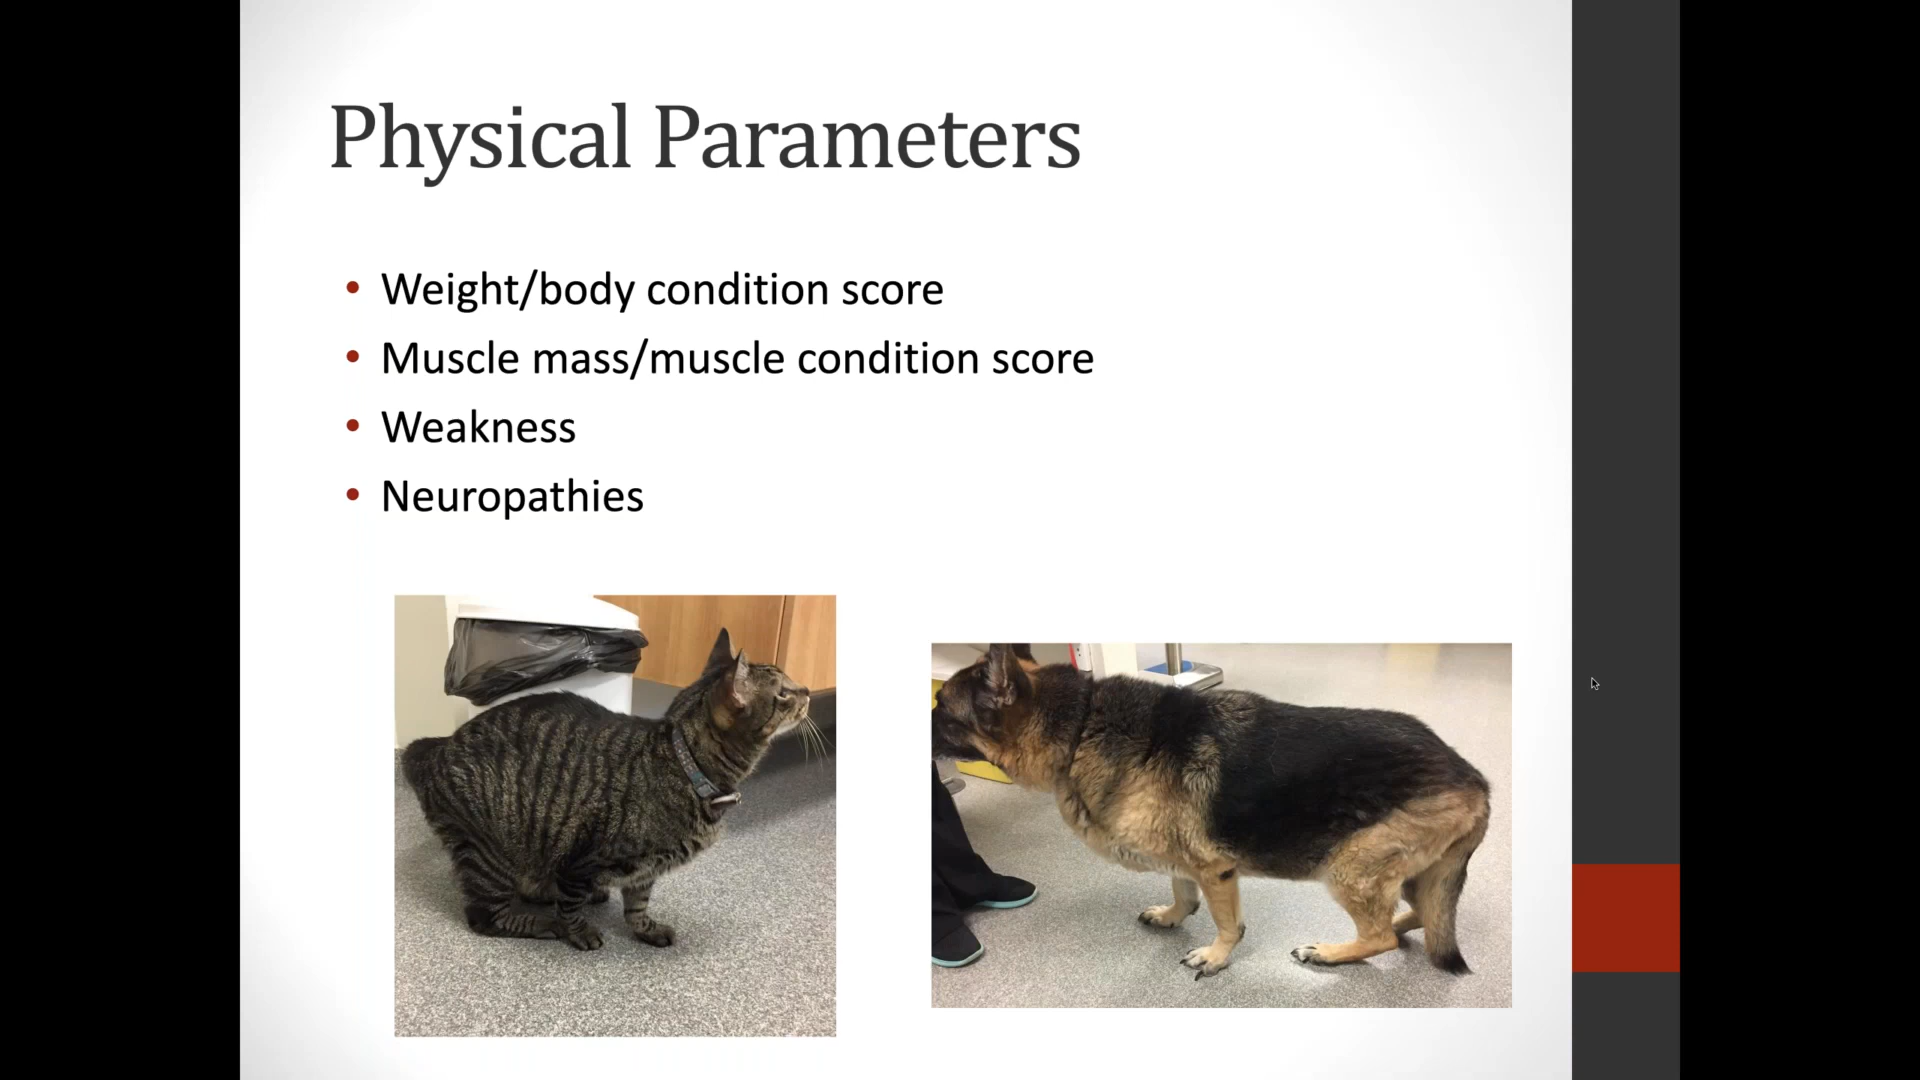 Physical Parameters
• Weight/body condition score
• Muscle mass/muscle condition score
• Weakness
• Neuropathies